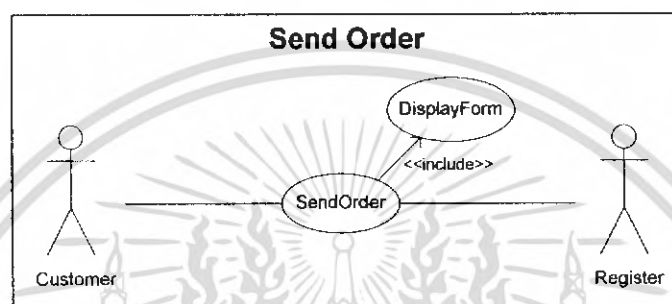 Send Order
DisplayForm
<<include>>
SendOrder
Customer
Register